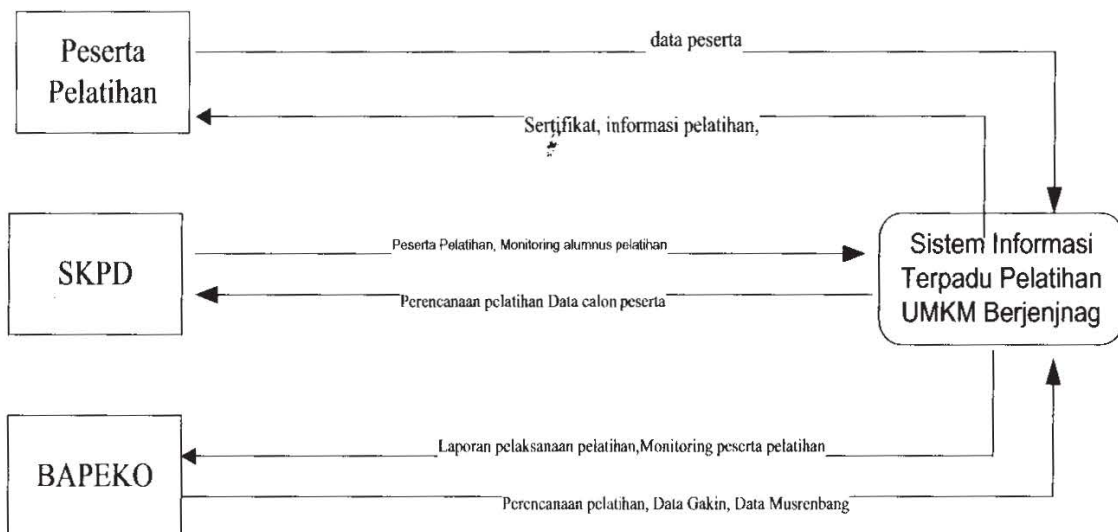 Peserta
Pelatihan
data peserta
Sertifikat, informasi pelatihan,
SKPD
Peserta Pelatihan, Monitoring alumnus pelatihan
Perencanaan pelatihan Data calon peserta
Sistem Informasi
Terpadu Pelatihan
UMKM Berjenjnag
BAPEKO
Laporan pelaksanaan pelatihan,Monitoring peserta pelatihan
Perencanaan pelatihan, Data Gakin, Data Musrenbang